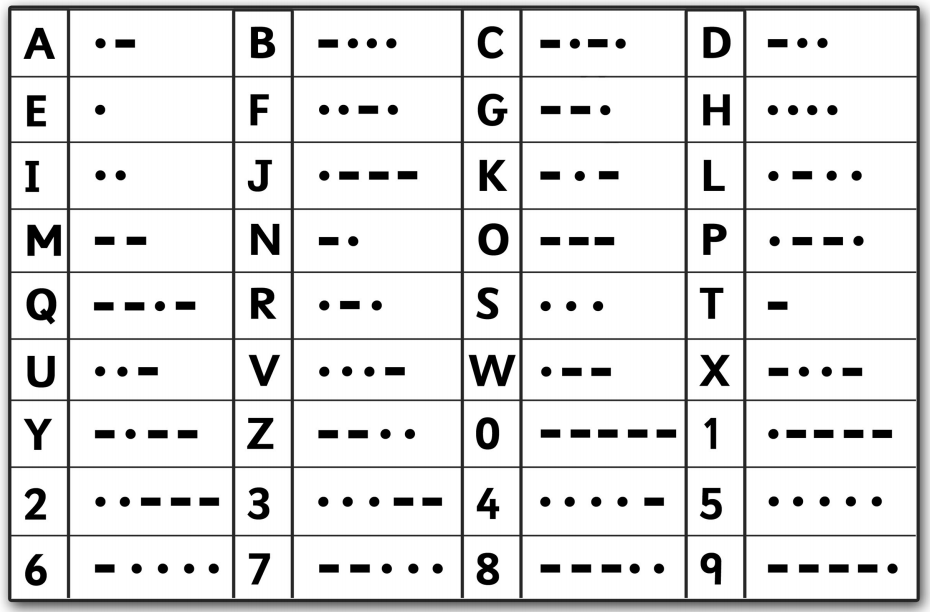 A •– B –••• C –•–• D –••
E • F ••–• G ––• H ••••
I •• J •––– K –•– L •–••
M –– N –• O ––– P •––•
Q ––•– R •–• S ••• T –
U ••– V •••– W •–– X –••–
Y –•–– Z ––•• 0 ––––– 1 •––––
2 ••––– 3 •••–– 4 ••••– 5 •••••
6 –•••• 7 ––••• 8 –––•• 9 ––––•